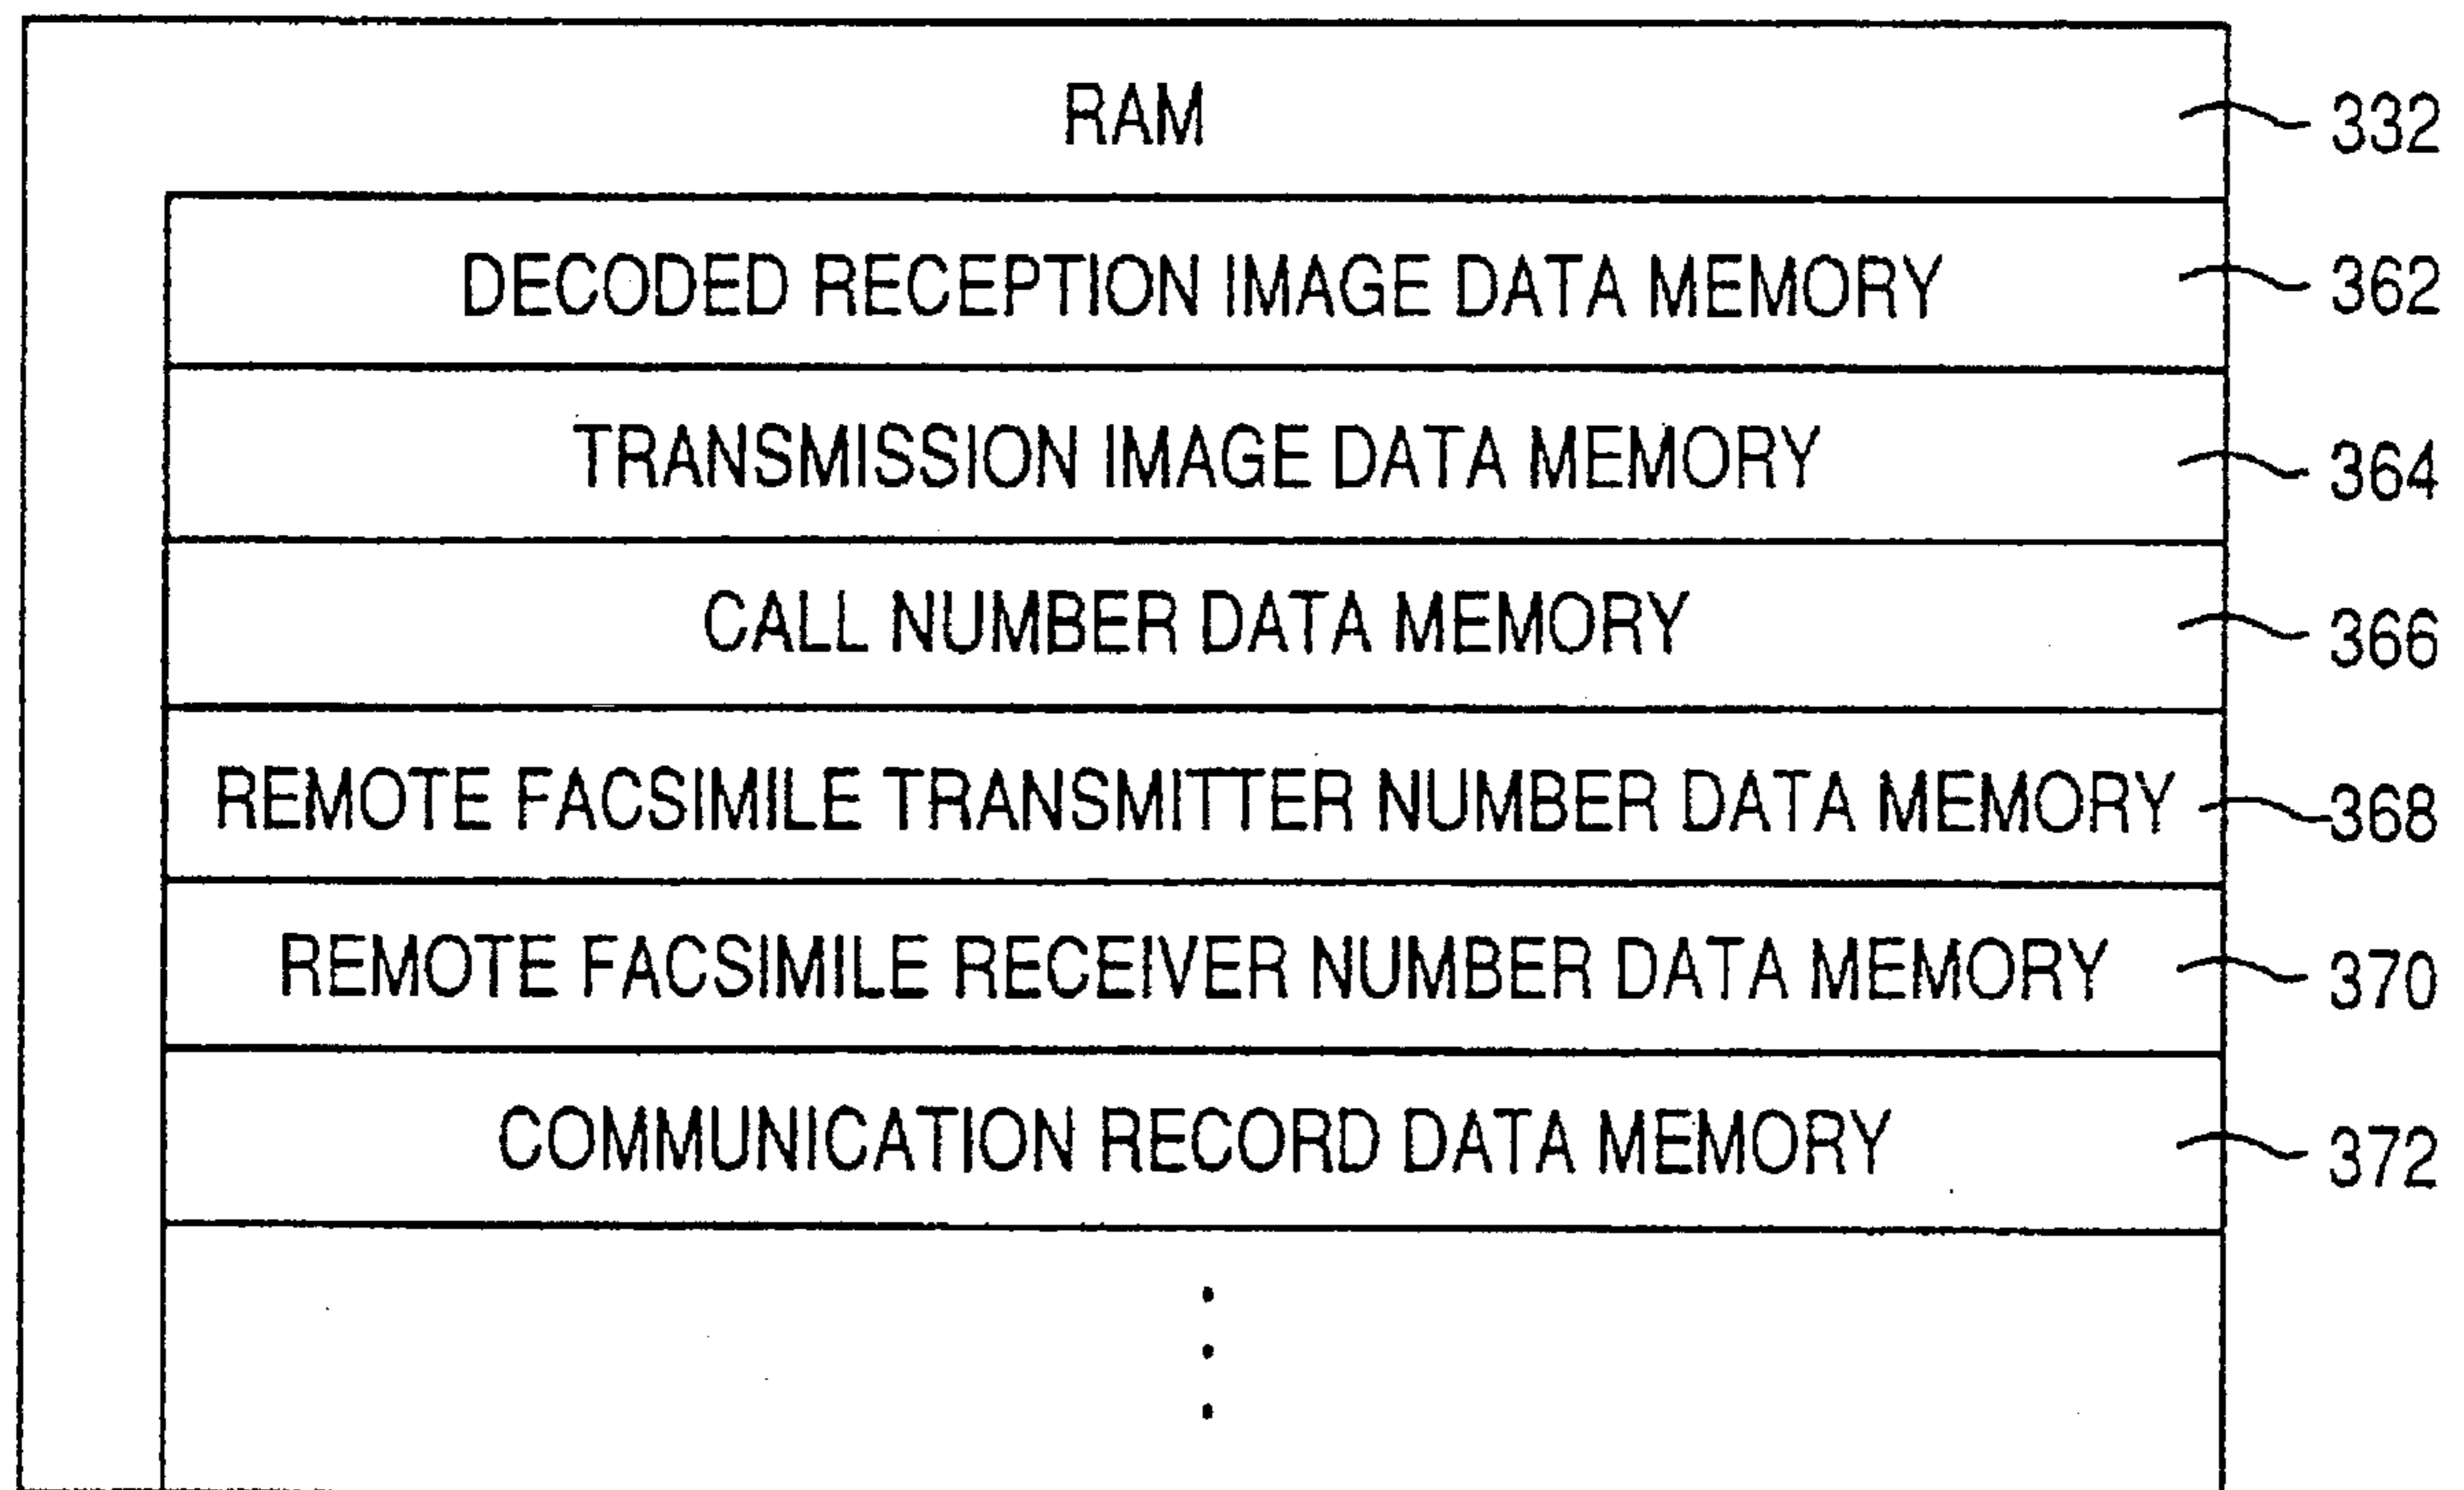 RAM 332
DECODED RECEPTION IMAGE DATA MEMORY 362
TRANSMISSION IMAGE DATA MEMORY 364
CALL NUMBER DATA MEMORY 366
REMOTE FACSIMILE TRANSMITTER NUMBER DATA MEMORY 368
REMOTE FACSIMILE RECEIVER NUMBER DATA MEMORY 370
COMMUNICATION RECORD DATA MEMORY 372